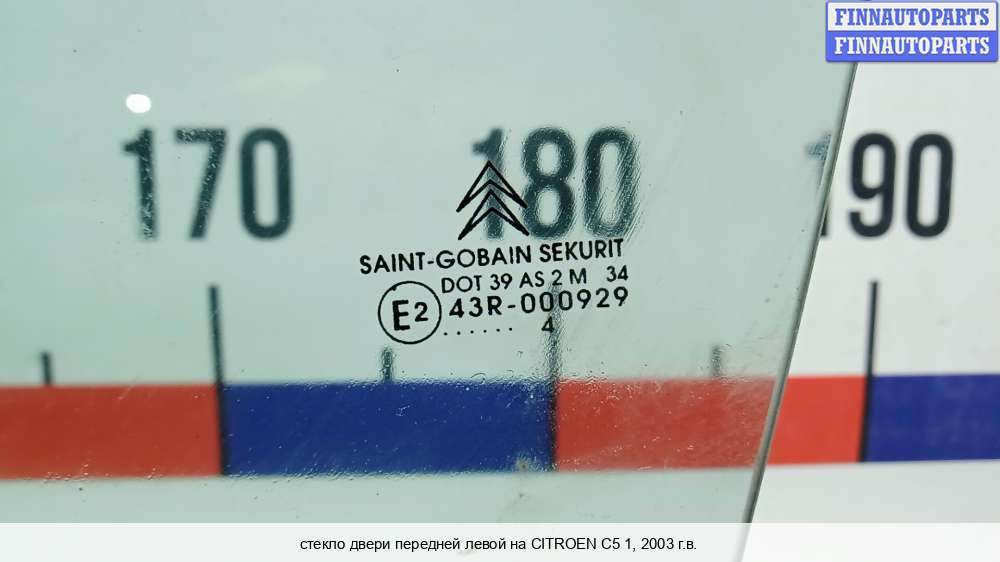 FINNAUTOPARTS
FINNAUTOPARTS
170 180 190
SAINT-GOBAIN SEKURIT
DOT 39 AS 2 M 34
E2 43R-000929
...... 4
стекло двери передней левой на CITROEN C5 1, 2003 г.в.